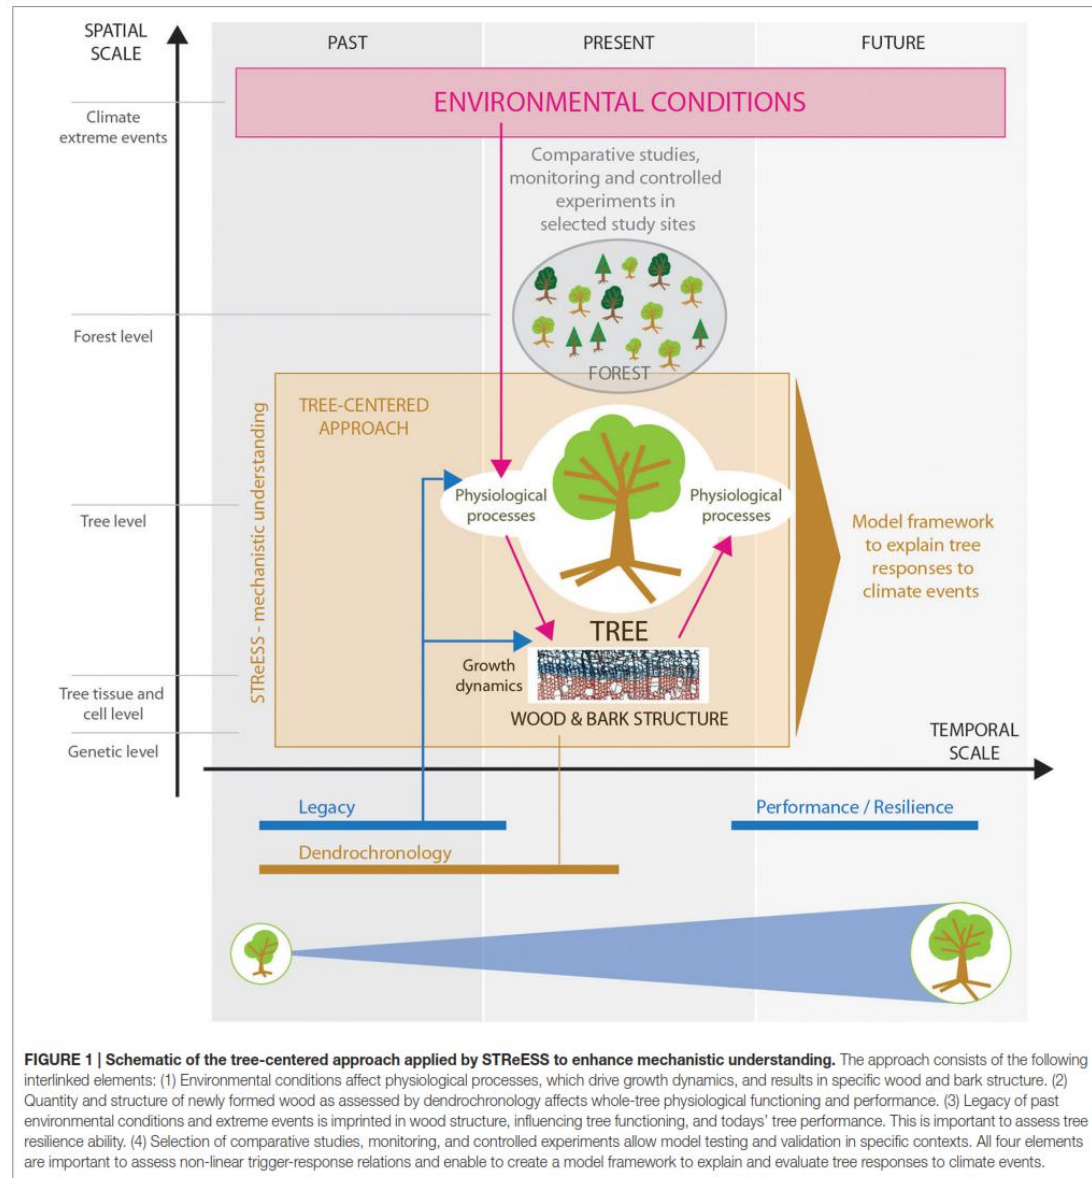 SPATIAL
SCALE
PAST
PRESENT
FUTURE
ENVIRONMENTAL CONDITIONS
Climate
extreme events
Comparative studies,
monitoring and controlled
experiments in
selected study sites
Forest level
FOREST
TREE-CENTERED
APPROACH
STReESS - mechanistic understanding
Physiological
processes
Physiological
processes
Tree level
Model framework
to explain tree
responses to
climate events
TREE
Growth
dynamics
Tree tissue and
cell level
WOOD & BARK STRUCTURE
Genetic level
TEMPORAL
SCALE
Legacy
Performance / Resilience
Dendrochronology
FIGURE 1 | Schematic of the tree-centered approach applied by STReESS to enhance mechanistic understanding. The approach consists of the following
interlinked elements: (1) Environmental conditions affect physiological processes, which drive growth dynamics, and results in specific wood and bark structure. (2)
Quantity and structure of newly formed wood as assessed by dendrochronology affects whole-tree physiological functioning and performance. (3) Legacy of past
environmental conditions and extreme events is imprinted in wood structure, influencing tree functioning, and todays' tree performance. This is important to assess tree
resilience ability. (4) Selection of comparative studies, monitoring, and controlled experiments allow model testing and validation in specific contexts. All four elements
are important to assess non-linear trigger-response relations and enable to create a model framework to explain and evaluate tree responses to climate events.